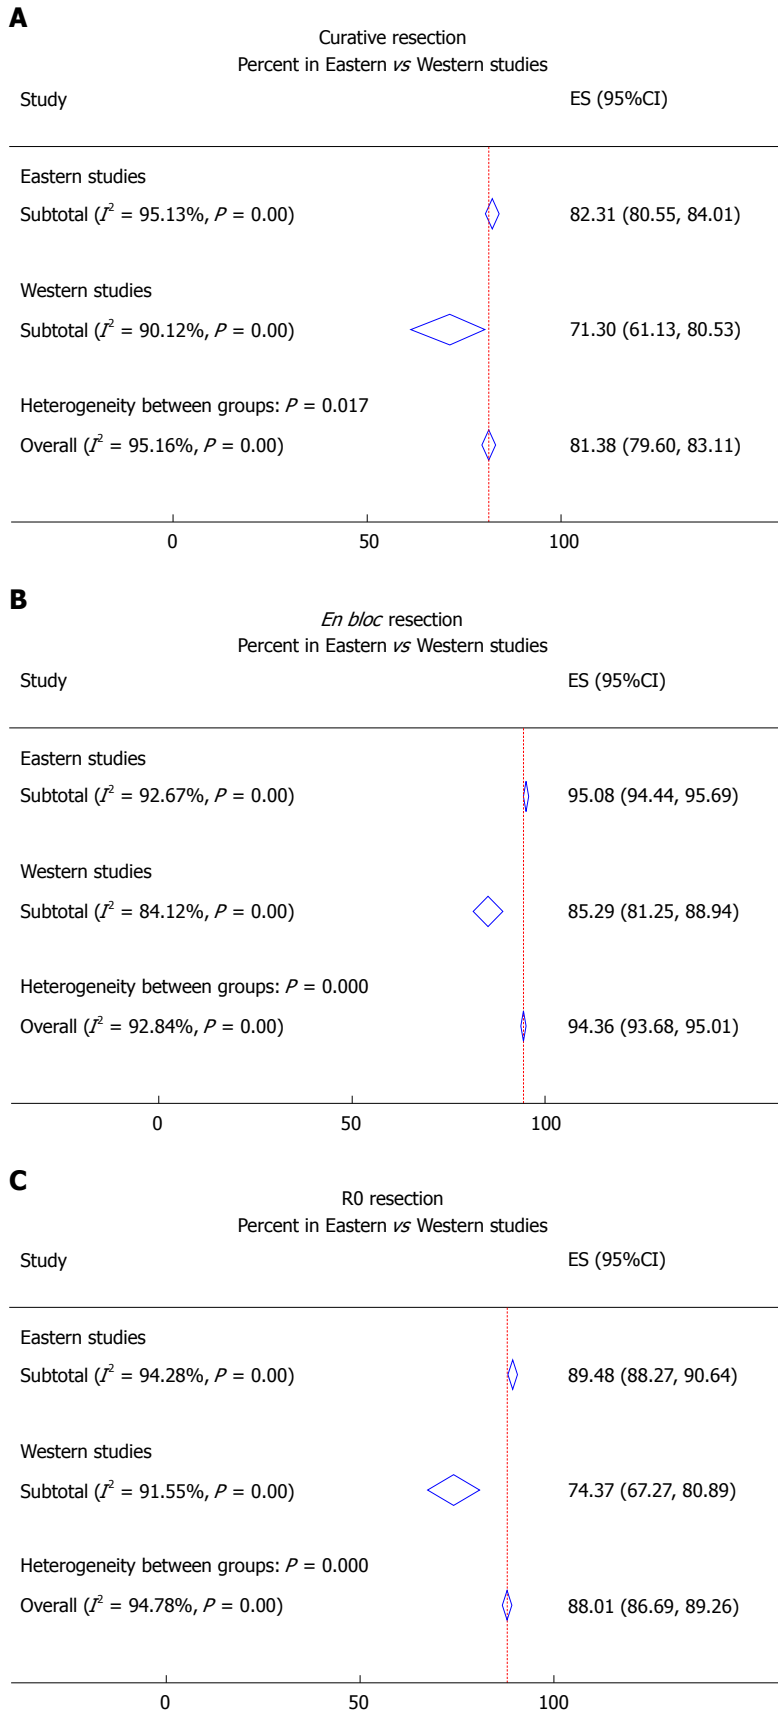 A
Curative resection
Percent in Eastern vs Western studies
Study ES (95%CI)
Eastern studies
Subtotal (I² = 95.13%, P = 0.00) 82.31 (80.55, 84.01)
Western studies
Subtotal (I² = 90.12%, P = 0.00) 71.30 (61.13, 80.53)
Heterogeneity between groups: P = 0.017
Overall (I² = 95.16%, P = 0.00) 81.38 (79.60, 83.11)
0 50 100
B
En bloc resection
Percent in Eastern vs Western studies
Study ES (95%CI)
Eastern studies
Subtotal (I² = 92.67%, P = 0.00) 95.08 (94.44, 95.69)
Western studies
Subtotal (I² = 84.12%, P = 0.00) 85.29 (81.25, 88.94)
Heterogeneity between groups: P = 0.000
Overall (I² = 92.84%, P = 0.00) 94.36 (93.68, 95.01)
0 50 100
C
R0 resection
Percent in Eastern vs Western studies
Study ES (95%CI)
Eastern studies
Subtotal (I² = 94.28%, P = 0.00) 89.48 (88.27, 90.64)
Western studies
Subtotal (I² = 91.55%, P = 0.00) 74.37 (67.27, 80.89)
Heterogeneity between groups: P = 0.000
Overall (I² = 94.78%, P = 0.00) 88.01 (86.69, 89.26)
0 50 100